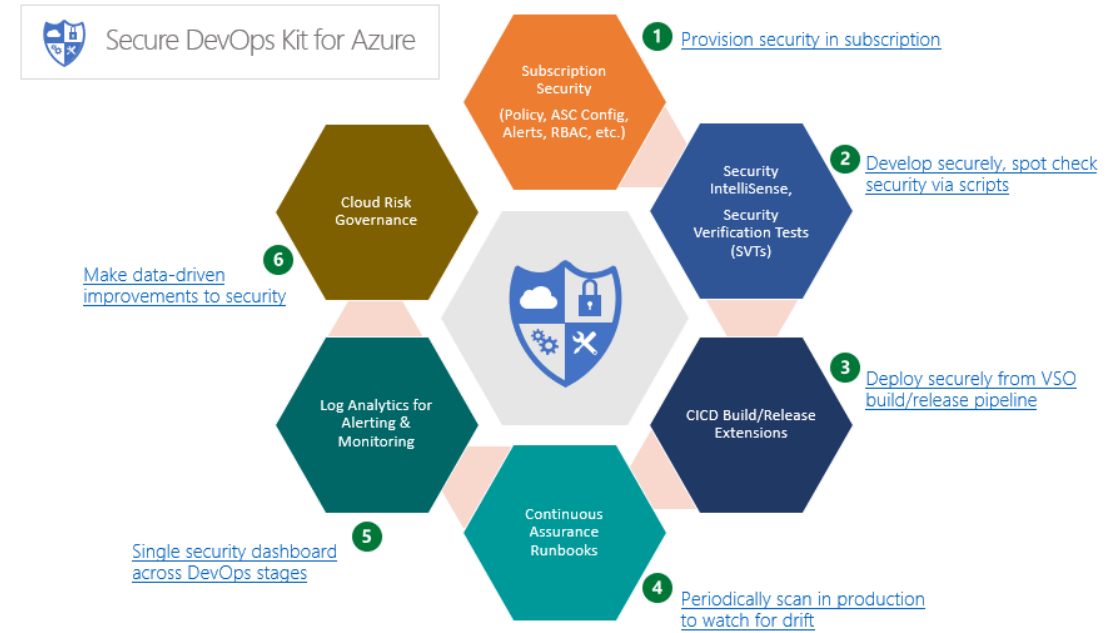 Secure DevOps Kit for Azure
Subscription
Security
(Policy, ASC Config,
Alerts, RBAC, etc.)
1
Provision security in subscription
Security
IntelliSense,
Security
Verification Tests
(SVTs)
2
Develop securely, spot check
security via scripts
CICD Build/Release
Extensions
3
Deploy securely from VSO
build/release pipeline
Continuous
Assurance
Runbooks
4
Periodically scan in production
to watch for drift
Log Analytics for
Alerting &
Monitoring
5
Single security dashboard
across DevOps stages
Cloud Risk
Governance
6
Make data-driven
improvements to security